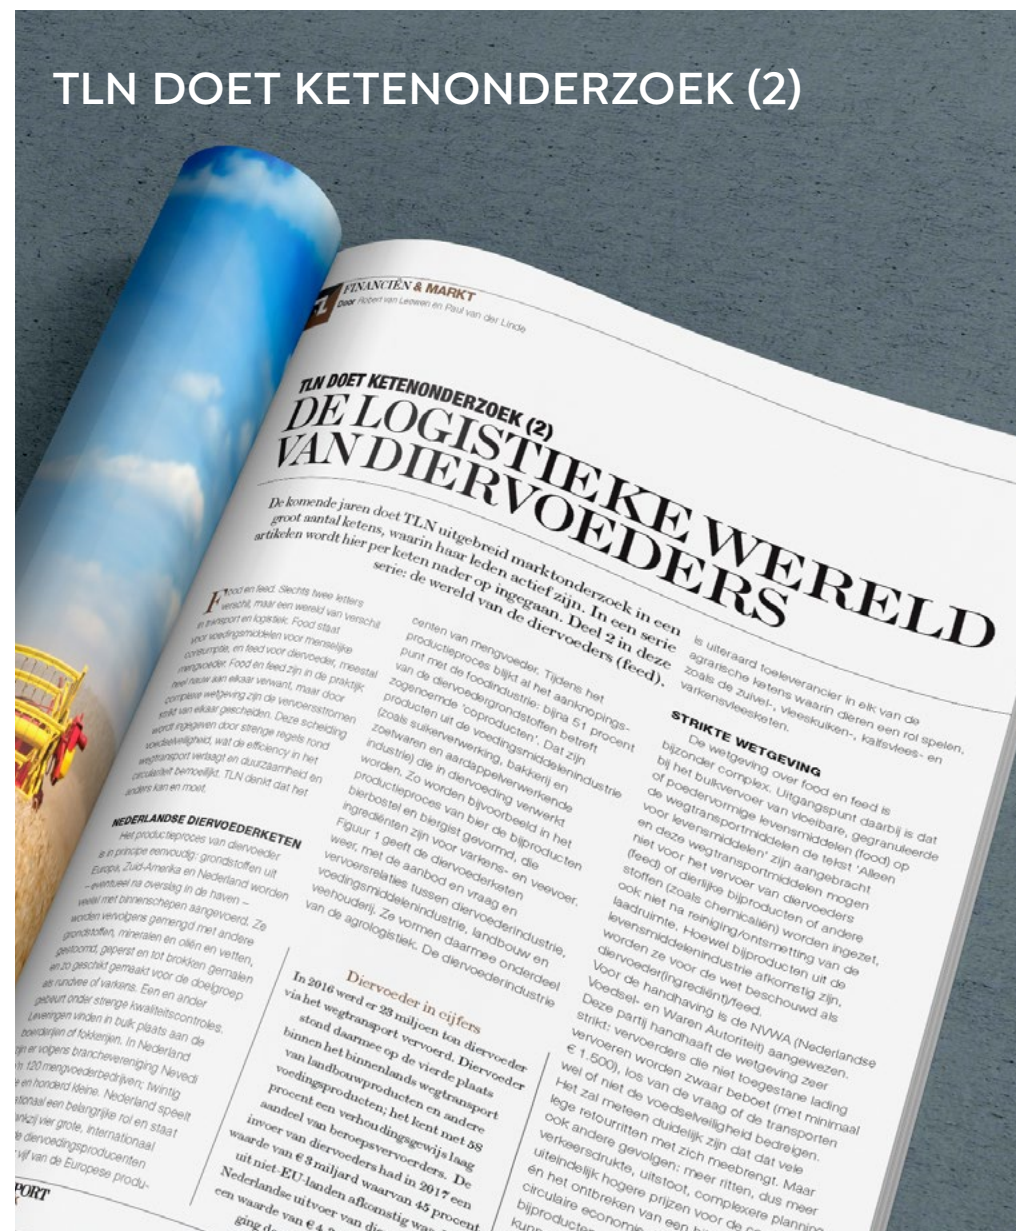 TLN DOET KETENONDERZOEK (2)
FL
FINANCIËN & MARKT
Door Robert van Leeuwen en Paul van der Linde
TLN DOET KETENONDERZOEK (2)
DE LOGISTIEKE WERELD
VAN DIERVOEDERS
De komende jaren doet TLN uitgebreid marktonderzoek in een
groot aantal ketens, waarin haar leden actief zijn. In een serie
artikelen wordt hier per keten nader op ingegaan. Deel 2 in deze
serie: de wereld van de diervoeders (feed).
Food en feed. Slechts twee letters
verschil, maar een wereld van verschil
in transport en logistiek. Food staat
voor voedingsmiddelen voor menselijke
consumptie, en feed voor diervoeder, meestal
mengvoeder. Food en feed zijn in de praktijk
heel nauw aan elkaar verwant, maar door
complexe wetgeving zijn de vervoersstromen
strikt van elkaar gescheiden. Deze scheiding
wordt ingegeven door strenge regels rond
voedselveiligheid, wat de efficiency in het
wegtransport verlaagt en duurzaamheid en
circulariteit bemoeilijkt. TLN denkt dat het
anders kan en moet.
NEDERLANDSE DIERVOEDERKETEN
Het productieproces van diervoeder
is in principe eenvoudig: grondstoffen uit
Europa, Zuid-Amerika en Nederland worden
– eventueel na overslag in de haven –
veelal met binnenschepen aangevoerd. Ze
worden vervolgens gemengd met andere
grondstoffen, mineralen en oliën en vetten,
gestoomd, geperst en tot brokken gemalen
en zo geschikt gemaakt voor de doelgroep
als rundvee of varkens. Een en ander
gebeurt onder strenge kwaliteitscontroles.
Leveringen vinden in bulk plaats aan de
boerderijen of fokkerijen. In Nederland
zijn er volgens branchevereniging Nevedi
120 mengvoederbedrijven; twintig
en honderd kleine. Nederland speelt
een belangrijke rol en staat
vier grote, internationaal
diervoedingsproducenten
vijf van de Europese produ-
PORT
centen van mengvoeder. Tijdens het
productieproces blijkt al het aanknopings-
punt met de foodindustrie: bijna 51 procent
van de diervoedergrondstoffen betreft
zogenoemde ‘coproducten’. Dat zijn
producten uit de voedingsmiddelenindustrie
(zoals suikerverwerking, bakkerij en
zoetwaren en aardappelverwerkende
industrie) die in diervoeding verwerkt
worden. Zo worden bijvoorbeeld in het
productieproces van bier de bijproducten
bierbostel en biergist gevormd, die
ingrediënten zijn voor varkens- en veevoer.
Figuur 1 geeft de diervoederketen
weer, met de aanbod en vraag en
vervoersrelaties tussen diervoederindustrie,
voedingsmiddelenindustrie, landbouw en
veehouderij. Ze vormen daarmee onderdeel
van de agrologistiek. De diervoederindustrie
Diervoeder in cijfers
In 2016 werd er 23 miljoen ton diervoeder
via het wegtransport vervoerd. Diervoeder
stond daarmee op de vierde plaats
binnen het binnenlands wegtransport
van landbouwproducten en andere
voedingsproducten; het kent met 58
procent een verhoudingsgewijs laag
aandeel van beroepsvervoerders. De
invoer van diervoeders had in 2017 een
waarde van € 3 miljard waarvan 45 procent
uit niet-EU-landen afkomstig was.
Nederlandse uitvoer van
een waarde van € 4
ging
is uiteraard toeleverancier in elk van de
agrarische ketens waarin dieren een rol spelen,
zoals de zuivel-, vleeskuiken-, kalfsvlees- en
varkensvleesketen.
STRIKTE WETGEVING
De wetgeving over food en feed is
bijzonder complex. Uitgangspunt daarbij is dat
bij het bulkvervoer van vloeibare, gegranuleerde
of poedervormige levensmiddelen (food) op
de wegtransportmiddelen de tekst ‘Alleen
voor levensmiddelen’ zijn aangebracht
en deze wegtransportmiddelen mogen
niet voor het vervoer van diervoeders
(feed) of dierlijke bijproducten of andere
stoffen (zoals chemicaliën) worden ingezet,
ook niet na reiniging/ontsmetting van de
laadruimte. Hoewel bijproducten uit de
levensmiddelenindustrie afkomstig zijn,
worden ze voor de wet beschouwd als
diervoeder(ingrediënt)/feed.
Voor de handhaving is de NVWA (Nederlandse
Voedsel- en Waren Autoriteit) aangewezen.
Deze partij handhaaft de wetgeving zeer
strikt: vervoerders die niet toegestane lading
vervoeren worden zwaar beboet (met minimaal
€ 1.500), los van de vraag of de transporten
wel of niet de voedselveiligheid bedreigen.
Het zal meteen duidelijk zijn dat dat vele
lege retourritten met zich meebrengt. Maar
ook andere gevolgen: meer ritten, dus meer
verkeersdrukte, uitstoot, complexere planning
uiteindelijk hogere prijzen voor de
én het ontbreken van een
circulaire economie
bijproducten